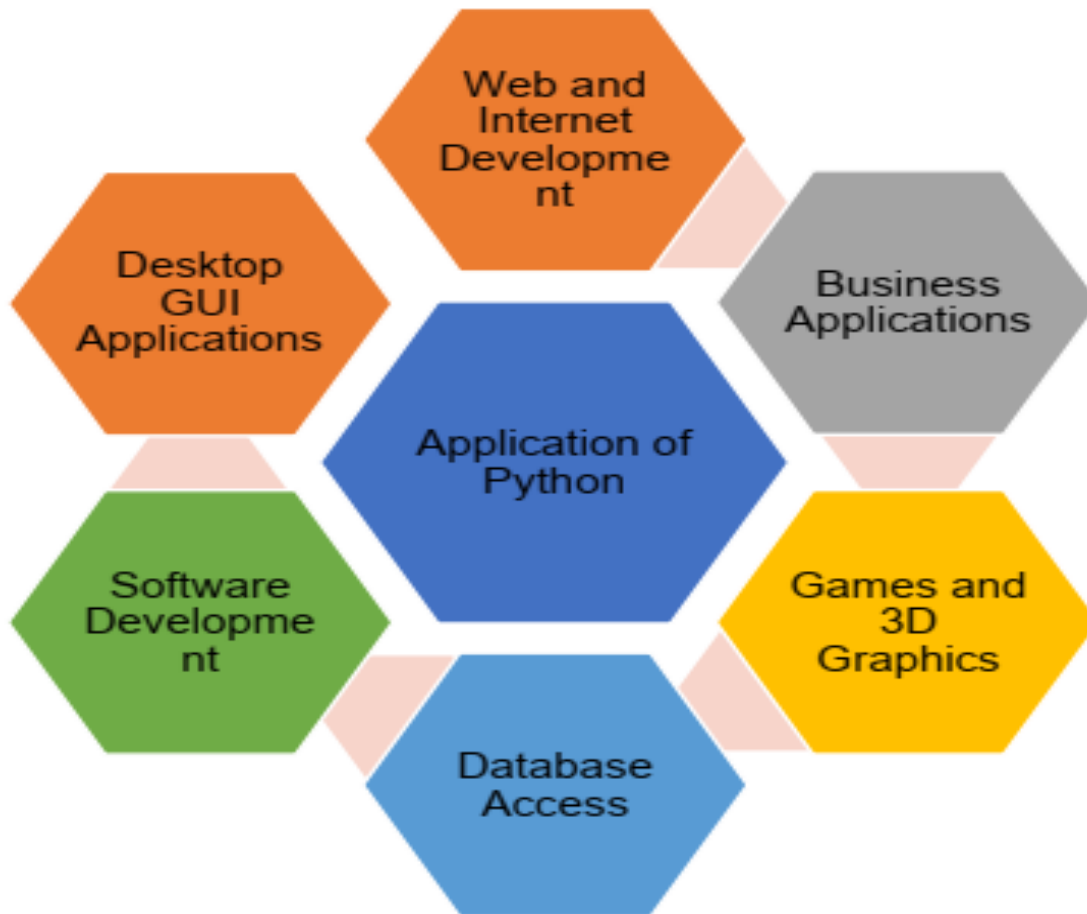 Web and
Internet
Developme
nt
Desktop
GUI
Applications
Business
Applications
Application of
Python
Software
Developme
nt
Games and
3D
Graphics
Database
Access